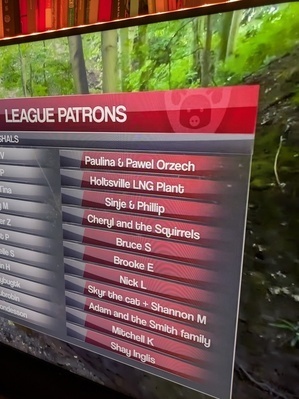 LEAGUE PATRONS
SHALS
Paulina & Pawel Orzech
Holtsville LNG Plant
Sinje & Phillip
Cheryl and the Squirrels
Bruce S
Brooke E
Nick L
Skyr the cat + Shannon M
Adam and the Smith family
Mitchell K
Shay Inglis